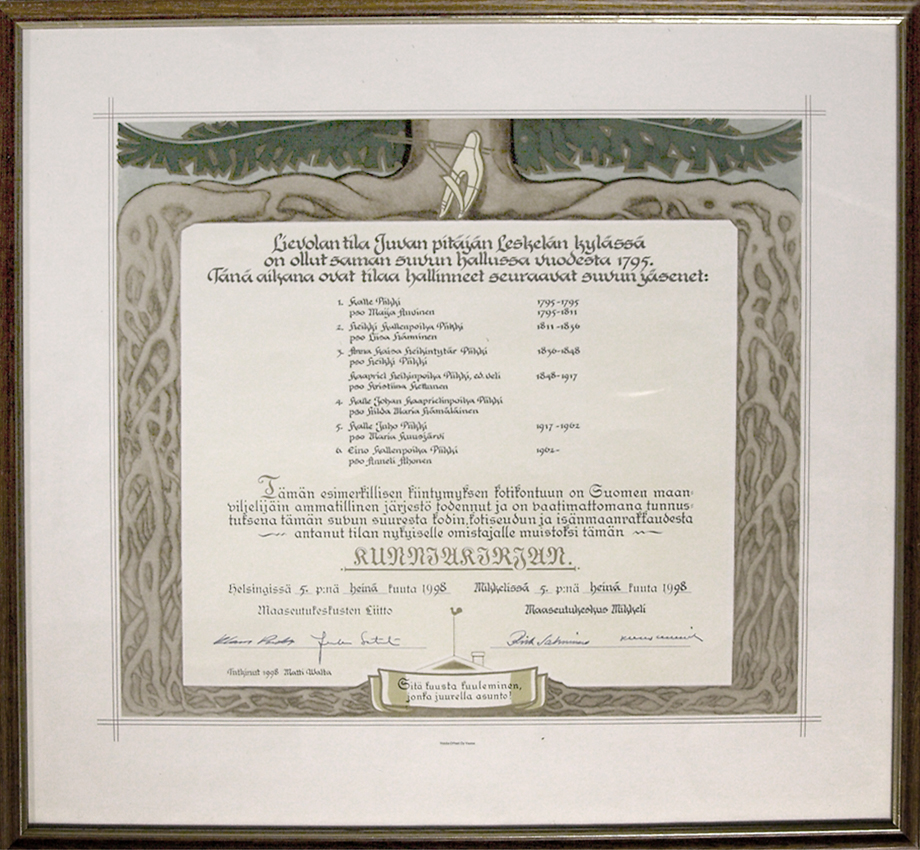 Lievolan tila Juvan pitäjän Leskelän kylässä
on ollut saman suvun hallussa vuodesta 1795.
Tänä aikana ovat tilaa hallinneet seuraavat suvun jäsenet:
1. Kalle Piikki 1795-1795
pso Maija Auvinen 1795-1811
2. Heikki Kallenpoika Piikki 1811-1836
pso Liisa Hänninen
3. Anna Kaisa Heikintytär Piikki 1836-1848
pso Heikki Piikki
Kaapriel Heikinpoika Piikki, ed. veli 1848-1917
pso Kristiina Kettunen
4. Kalle Johan Kaaprielinpoika Piikki
pso Hilda Maria Hämäläinen
5. Kalle Juho Piikki 1917-1962
pso Maria Kuusjärvi
6. Eino Kallenpoika Piikki 1962-
pso Anneli Ahonen
Tämän esimerkillisen kiintymyksen kotikontuun on Suomen maan-
viljelijäin ammatillinen järjestö todennut ja on vaatimattomana tunnus-
tuksena tämän suvun suuresta kodin, kotiseudun ja isänmaanrakkaudesta
antanut tilan nykyiselle omistajalle muistoksi tämän
KUNNIAKIRJAN.
Helsingissä 5. p:nä heinä kuuta 1998 Mikkelissä 5. p:nä heinä kuuta 1998
Maaseutukeskusten Liitto Maaseutukeskus Mikkeli
Tutkinut 1998 Matti Walta
Sitä kuusta kuuleminen,
jonka juurella asunto!